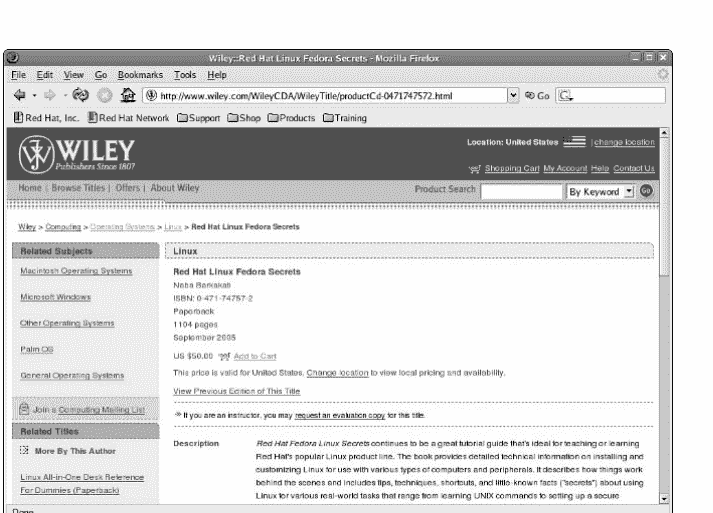 Wiley::Red Hat Linux Fedora Secrets - Mozilla Firefox
File Edit View Go Bookmarks Tools Help
http://www.wiley.com/WileyCDA/WileyTitle/productCd-0471747572.html Go G
Red Hat, Inc. Red Hat Network Support Shop Products Training
Location: United States | change location
WILEY
Publishers Since 1807
Shopping Cart My Account Help Contact Us
Home | Browse Titles | Offers | About Wiley Product Search By Keyword Go
Wiley > Computing > Operating Systems > Linux > Red Hat Linux Fedora Secrets
Related Subjects
Macintosh Operating Systems
Microsoft Windows
Other Operating Systems
Palm OS
General Operating Systems
Join a Computing Mailing List
Related Titles
More By This Author
Linux All-in-One Desk Reference
For Dummies (Paperback)
Linux
Red Hat Linux Fedora Secrets
Naba Barkakati
ISBN: 0-471-74757-2
Paperback
1104 pages
September 2005
US $50.00 Add to Cart
This price is valid for United States. Change location to view local pricing and availability.
View Previous Edition of This Title
If you are an instructor, you may request an evaluation copy for this title.
Description
Red Hat Fedora Linux Secrets continues to be a great tutorial guide that's ideal for teaching or learning
Red Hat's popular Linux product line. The book provides detailed technical information on installing and
customizing Linux for use with various types of computers and peripherals. It describes how things work
behind the scenes and includes tips, techniques, shortcuts, and little-known facts ("secrets") about using
Linux for various real-world tasks that range from learning UNIX commands to setting up a secure
Done